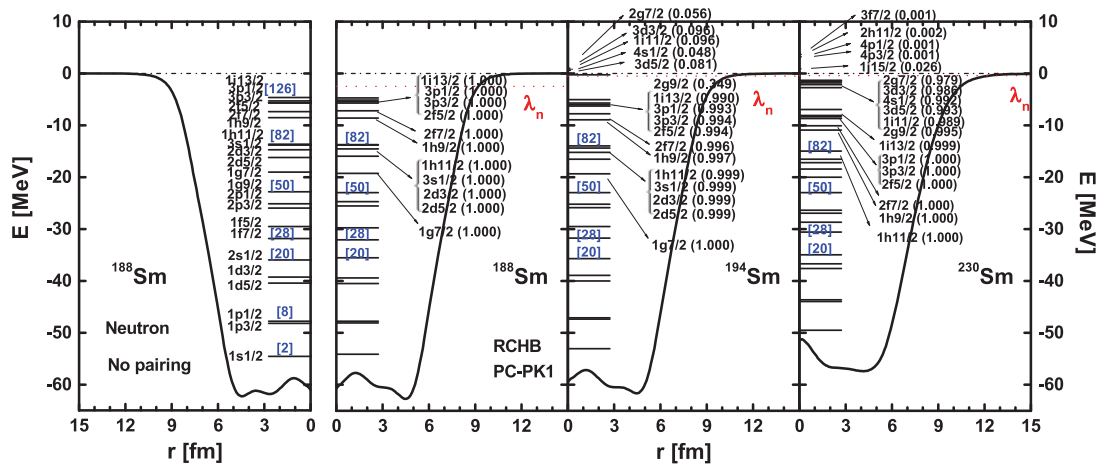 E [MeV]
10
0
-10
-20
-30
-40
-50
-60
1i13/2
3p1/2 [126]
3p3/2
2f5/2
2f7/2
1h9/2
1h11/2 [82]
3s1/2
2d3/2
2d5/2
1g7/2
1g9/2 [50]
2p1/2
2p3/2
1f5/2
1f7/2 [28]
2s1/2 [20]
1d3/2
1d5/2
1p1/2 [8]
1p3/2
1s1/2 [2]
188Sm
Neutron
No pairing
15 12 9 6 3 0
r [fm]
1i13/2 (1.000)
3p1/2 (1.000)
3p3/2 (1.000)
2f5/2 (1.000)
λn
2f7/2 (1.000)
1h9/2 (1.000)
1h11/2 (1.000)
3s1/2 (1.000)
2d3/2 (1.000)
2d5/2 (1.000)
1g7/2 (1.000)
[82]
[50]
[28]
[20]
188Sm
RCHB
PC-PK1
0 3 6 9 12
r [fm]
2g7/2 (0.056)
3d3/2 (0.096)
1i11/2 (0.096)
4s1/2 (0.048)
3d5/2 (0.081)
2g9/2 (0.349)
1i13/2 (0.990)
3p1/2 (0.993)
3p3/2 (0.994)
2f5/2 (0.994)
λn
2f7/2 (0.996)
1h9/2 (0.997)
1h11/2 (0.999)
3s1/2 (0.999)
2d3/2 (0.999)
2d5/2 (0.999)
1g7/2 (1.000)
[82]
[50]
[28]
[20]
194Sm
0 3 6 9 12
r [fm]
3f7/2 (0.001)
2h11/2 (0.002)
4p1/2 (0.001)
4p3/2 (0.001)
1j15/2 (0.026)
2g7/2 (0.979)
3d3/2 (0.986)
4s1/2 (0.992)
3d5/2 (0.993)
1i11/2 (0.989)
2g9/2 (0.995)
λn
1i13/2 (0.999)
3p1/2 (1.000)
3p3/2 (1.000)
2f5/2 (1.000)
2f7/2 (1.000)
1h9/2 (1.000)
1h11/2 (1.000)
[82]
[50]
[28]
[20]
230Sm
0 3 6 9 12 15
r [fm]
10
0
-10
-20
-30
-40
-50
-60
E [MeV]